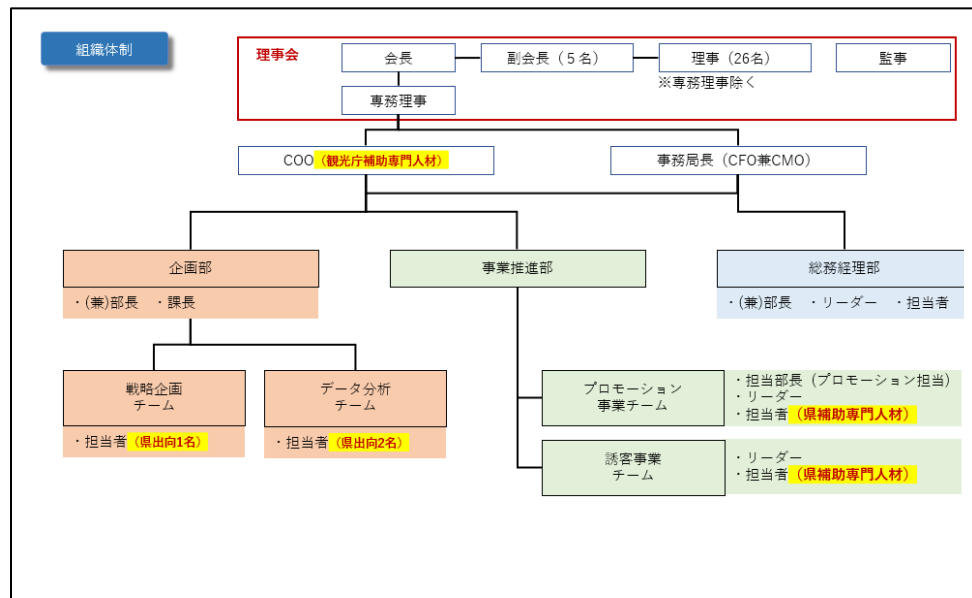 組織体制
理事会
会長
副会長（５名）
理事（26名）
監事
※専務理事除く
専務理事
COO（観光庁補助専門人材）
事務局長（CFO兼CMO）
企画部
・(兼)部長　・課長
事業推進部
総務経理部
・(兼)部長　・リーダー　・担当者
戦略企画
チーム
・担当者（県出向1名）
データ分析
チーム
・担当者（県出向2名）
プロモーション
事業チーム
・担当部長（プロモーション担当）
・リーダー
・担当者（県補助専門人材）
誘客事業
チーム
・リーダー
・担当者（県補助専門人材）